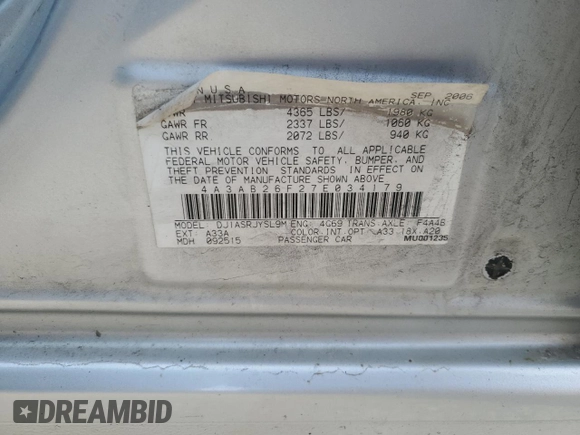 N U.S.A
MITSUBISHI MOTORS NORTH AMERICA, INC.
SEP. 2006
4365 LBS/ 1980 KG
GAWR FR 2337 LBS/ 1060 KG
GAWR RR 2072 LBS/ 940 KG
THIS VEHICLE CONFORMS TO ALL APPLICABLE
FEDERAL MOTOR VEHICLE SAFETY, BUMPER, AND
THEFT PREVENTION STANDARDS IN EFFECT ON
THE DATE OF MANUFACTURE SHOWN ABOVE
4A3AB26F27E034179
MODEL DJ1ASRJYSL9M ENG 4G69 TRANS.AXLE F4A4B
EXT: A33A COLOR INT.OPT A33 18X A20
MDH 092515 PASSENGER CAR MU001235
DREAMBID